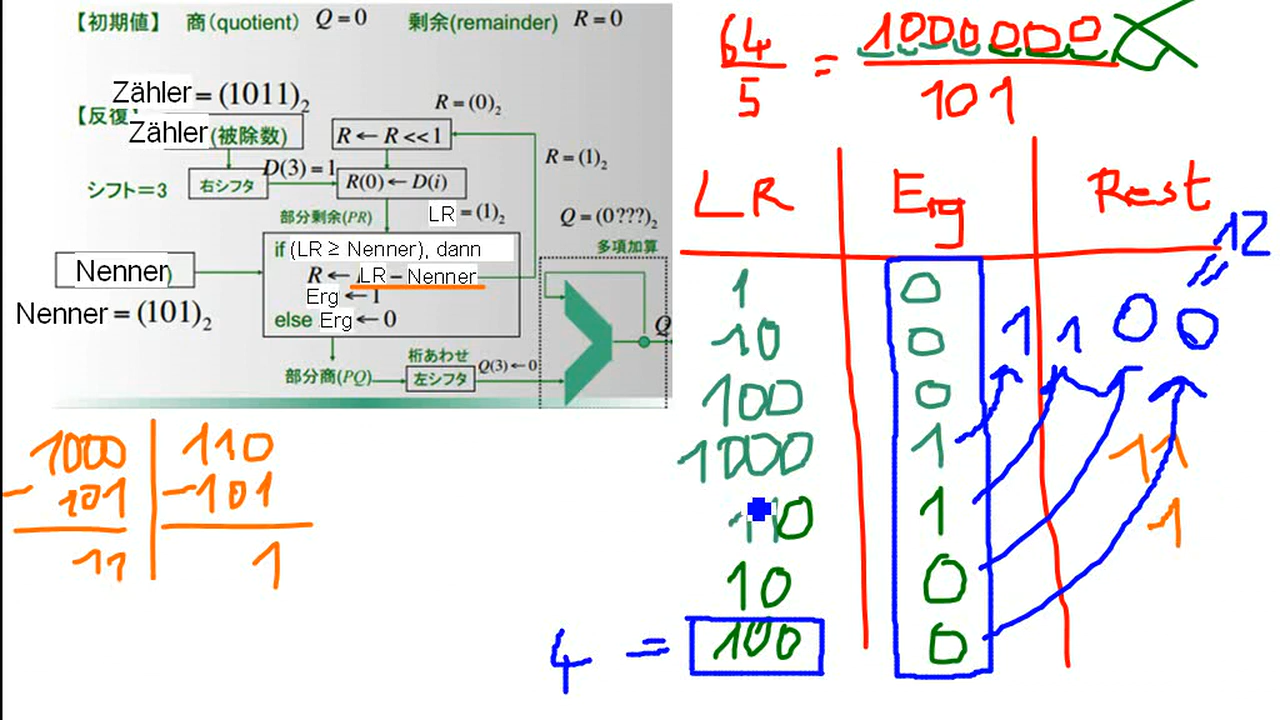 【初期値】 商(quotient) Q=0 剰余(remainder) R=0
Zähler = (1011)₂
【反復
Zähler (被除数)
R=(0)₂
R ← R <<1
シフト=3
右シフタ
D(3)=1
R(0) ← D(i)
R=(1)₂
部分剰余(PR)
LR =(1)₂
Q=(0???)₂
多項加算
Nenner)
if (LR ≥ Nenner), dann
R ← LR − Nenner
Erg ← 1
else Erg ← 0
Nenner = (101)₂
Q
部分商(PQ)
桁あわせ
左シフタ
Q(3)←0
64/5 = 1000000/101
LR Erg Rest
1 0
10 0
100 0
1000 1 11
110 1 1
10 0
100 0
1100 = 12
4 = 100
1000
- 101
11
110
-101
1